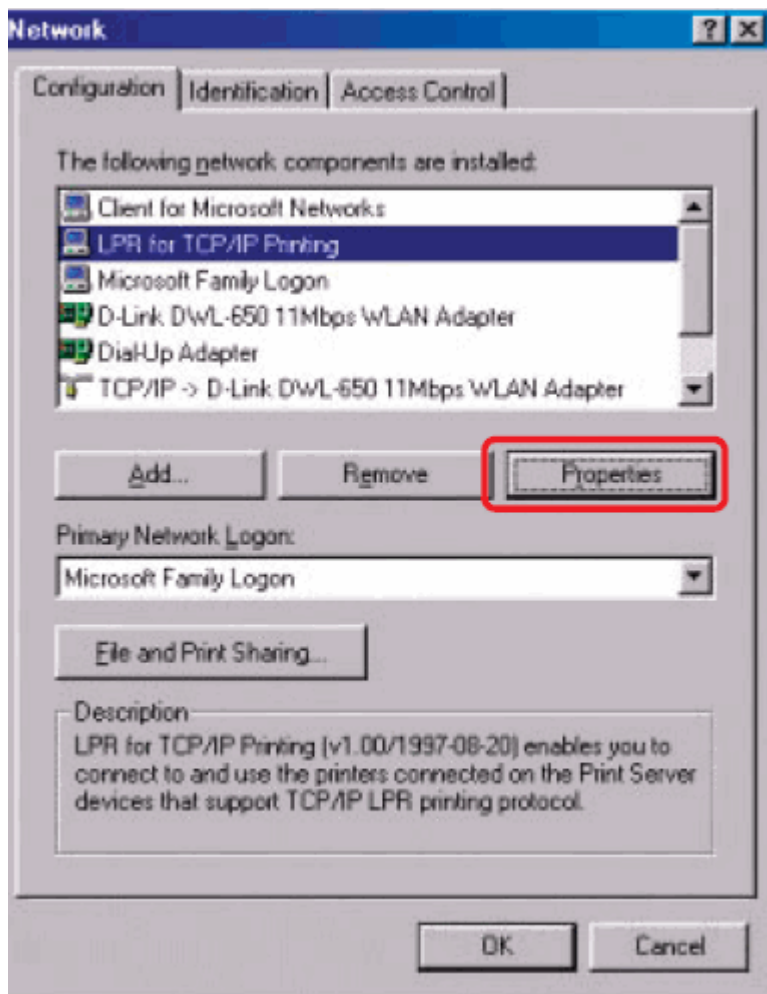 Network
Configuration Identification Access Control
The following network components are installed:
Client for Microsoft Networks
LPR for TCP/IP Printing
Microsoft Family Logon
D-Link DWL-650 11Mbps WLAN Adapter
Dial-Up Adapter
TCP/IP -> D-Link DWL-650 11Mbps WLAN Adapter
Add... Remove Properties
Primary Network Logon:
Microsoft Family Logon
File and Print Sharing...
Description
LPR for TCP/IP Printing (v1.00/1997-08-20) enables you to
connect to and use the printers connected on the Print Server
devices that support TCP/IP LPR printing protocol.
OK Cancel